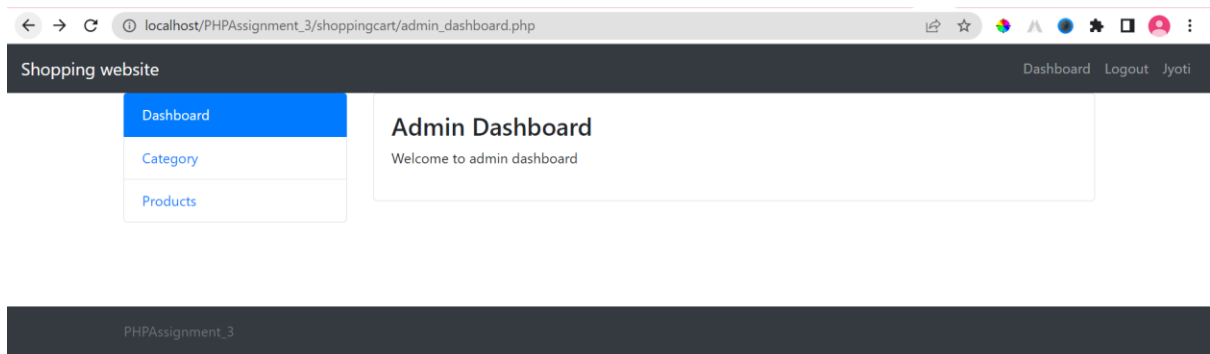 localhost/PHPAssignment_3/shoppingcart/admin_dashboard.php
Shopping website
Dashboard Logout Jyoti
Dashboard
Category
Products
Admin Dashboard
Welcome to admin dashboard
PHPAssignment_3